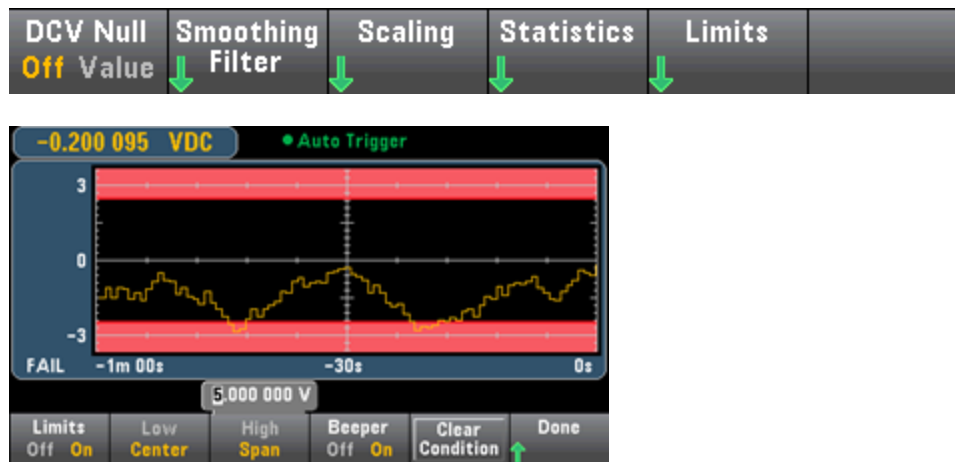 DCV Null Smoothing Scaling Statistics Limits
Off Value Filter
-0.200 095 VDC Auto Trigger
3
0
-3
FAIL -1m 00s -30s 0s
5.000 000 V
Limits Low High Beeper Clear Done
Off On Center Span Off On Condition